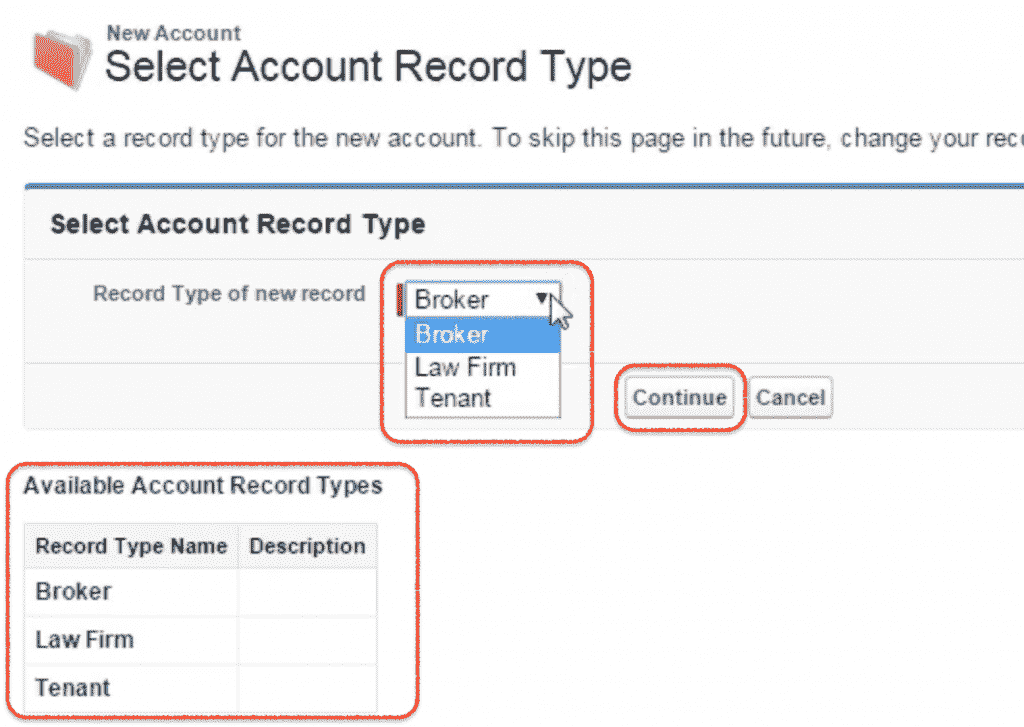 New Account
Select Account Record Type
Select a record type for the new account. To skip this page in the future, change your rec
Select Account Record Type
Record Type of new record
Broker
Broker
Law Firm
Tenant
Continue Cancel
Available Account Record Types
Record Type Name Description
Broker
Law Firm
Tenant